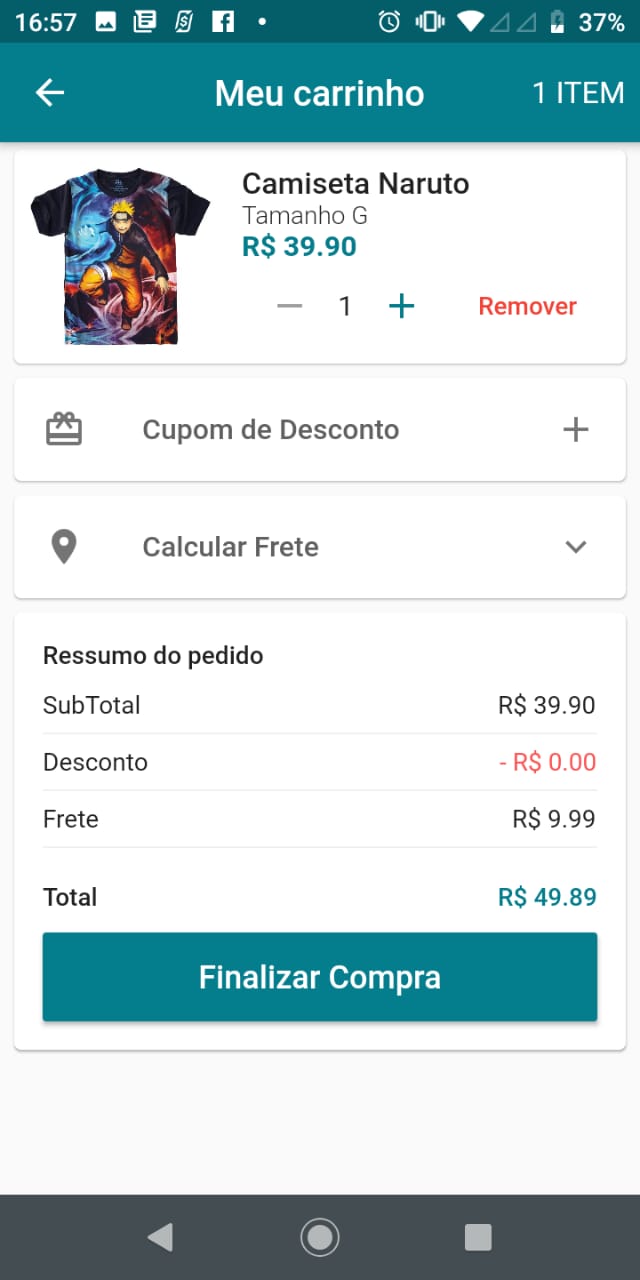 16:57
37%
Meu carrinho
1 ITEM
Camiseta Naruto
Tamanho G
R$ 39.90
1
Remover
Cupom de Desconto
Calcular Frete
Ressumo do pedido
SubTotal R$ 39.90
Desconto - R$ 0.00
Frete R$ 9.99
Total R$ 49.89
Finalizar Compra